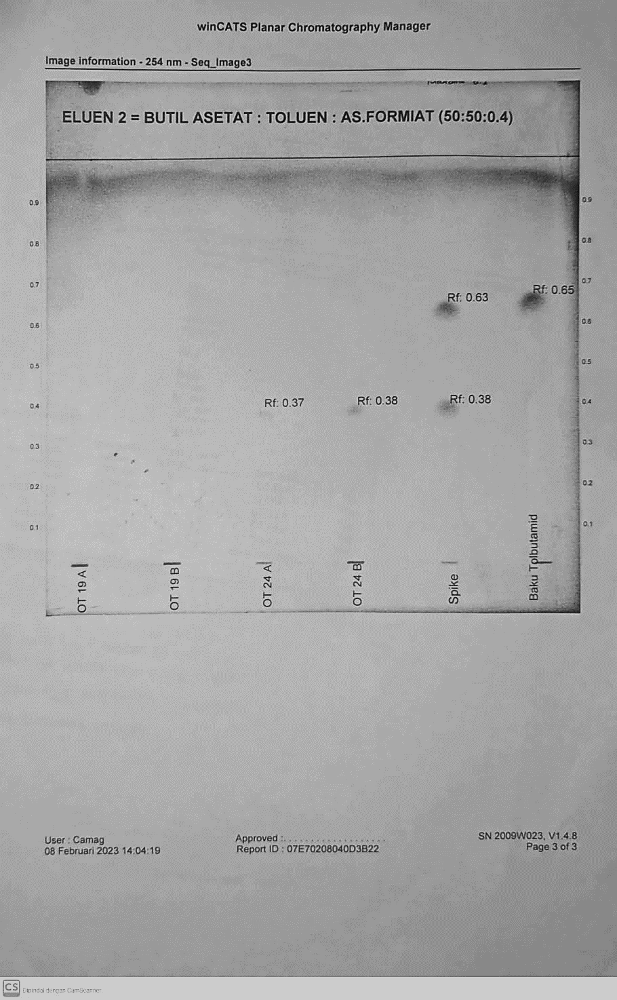 winCATS Planar Chromatography Manager
Image information - 254 nm - Seq_Image3
ELUEN 2 = BUTIL ASETAT : TOLUEN : AS.FORMIAT (50:50:0.4)
0.9 0.9
0.8 0.8
0.7 0.7
Rf: 0.63 Rf: 0.65
0.6 0.6
0.5 0.5
Rf: 0.37 Rf: 0.38 Rf: 0.38
0.4 0.4
0.3 0.3
0.2 0.2
0.1 0.1
OT 19 A
OT 19 B
OT 24 A
OT 24 B
Spike
Baku Tolbutamid
User : Camag
08 Februari 2023 14:04:19
Approved :. . . . . . . . . . . . . . . . . . .
Report ID : 07E70208040D3B22
SN 2009W023, V1.4.8
Page 3 of 3
CS Dipindai dengan CamScanner